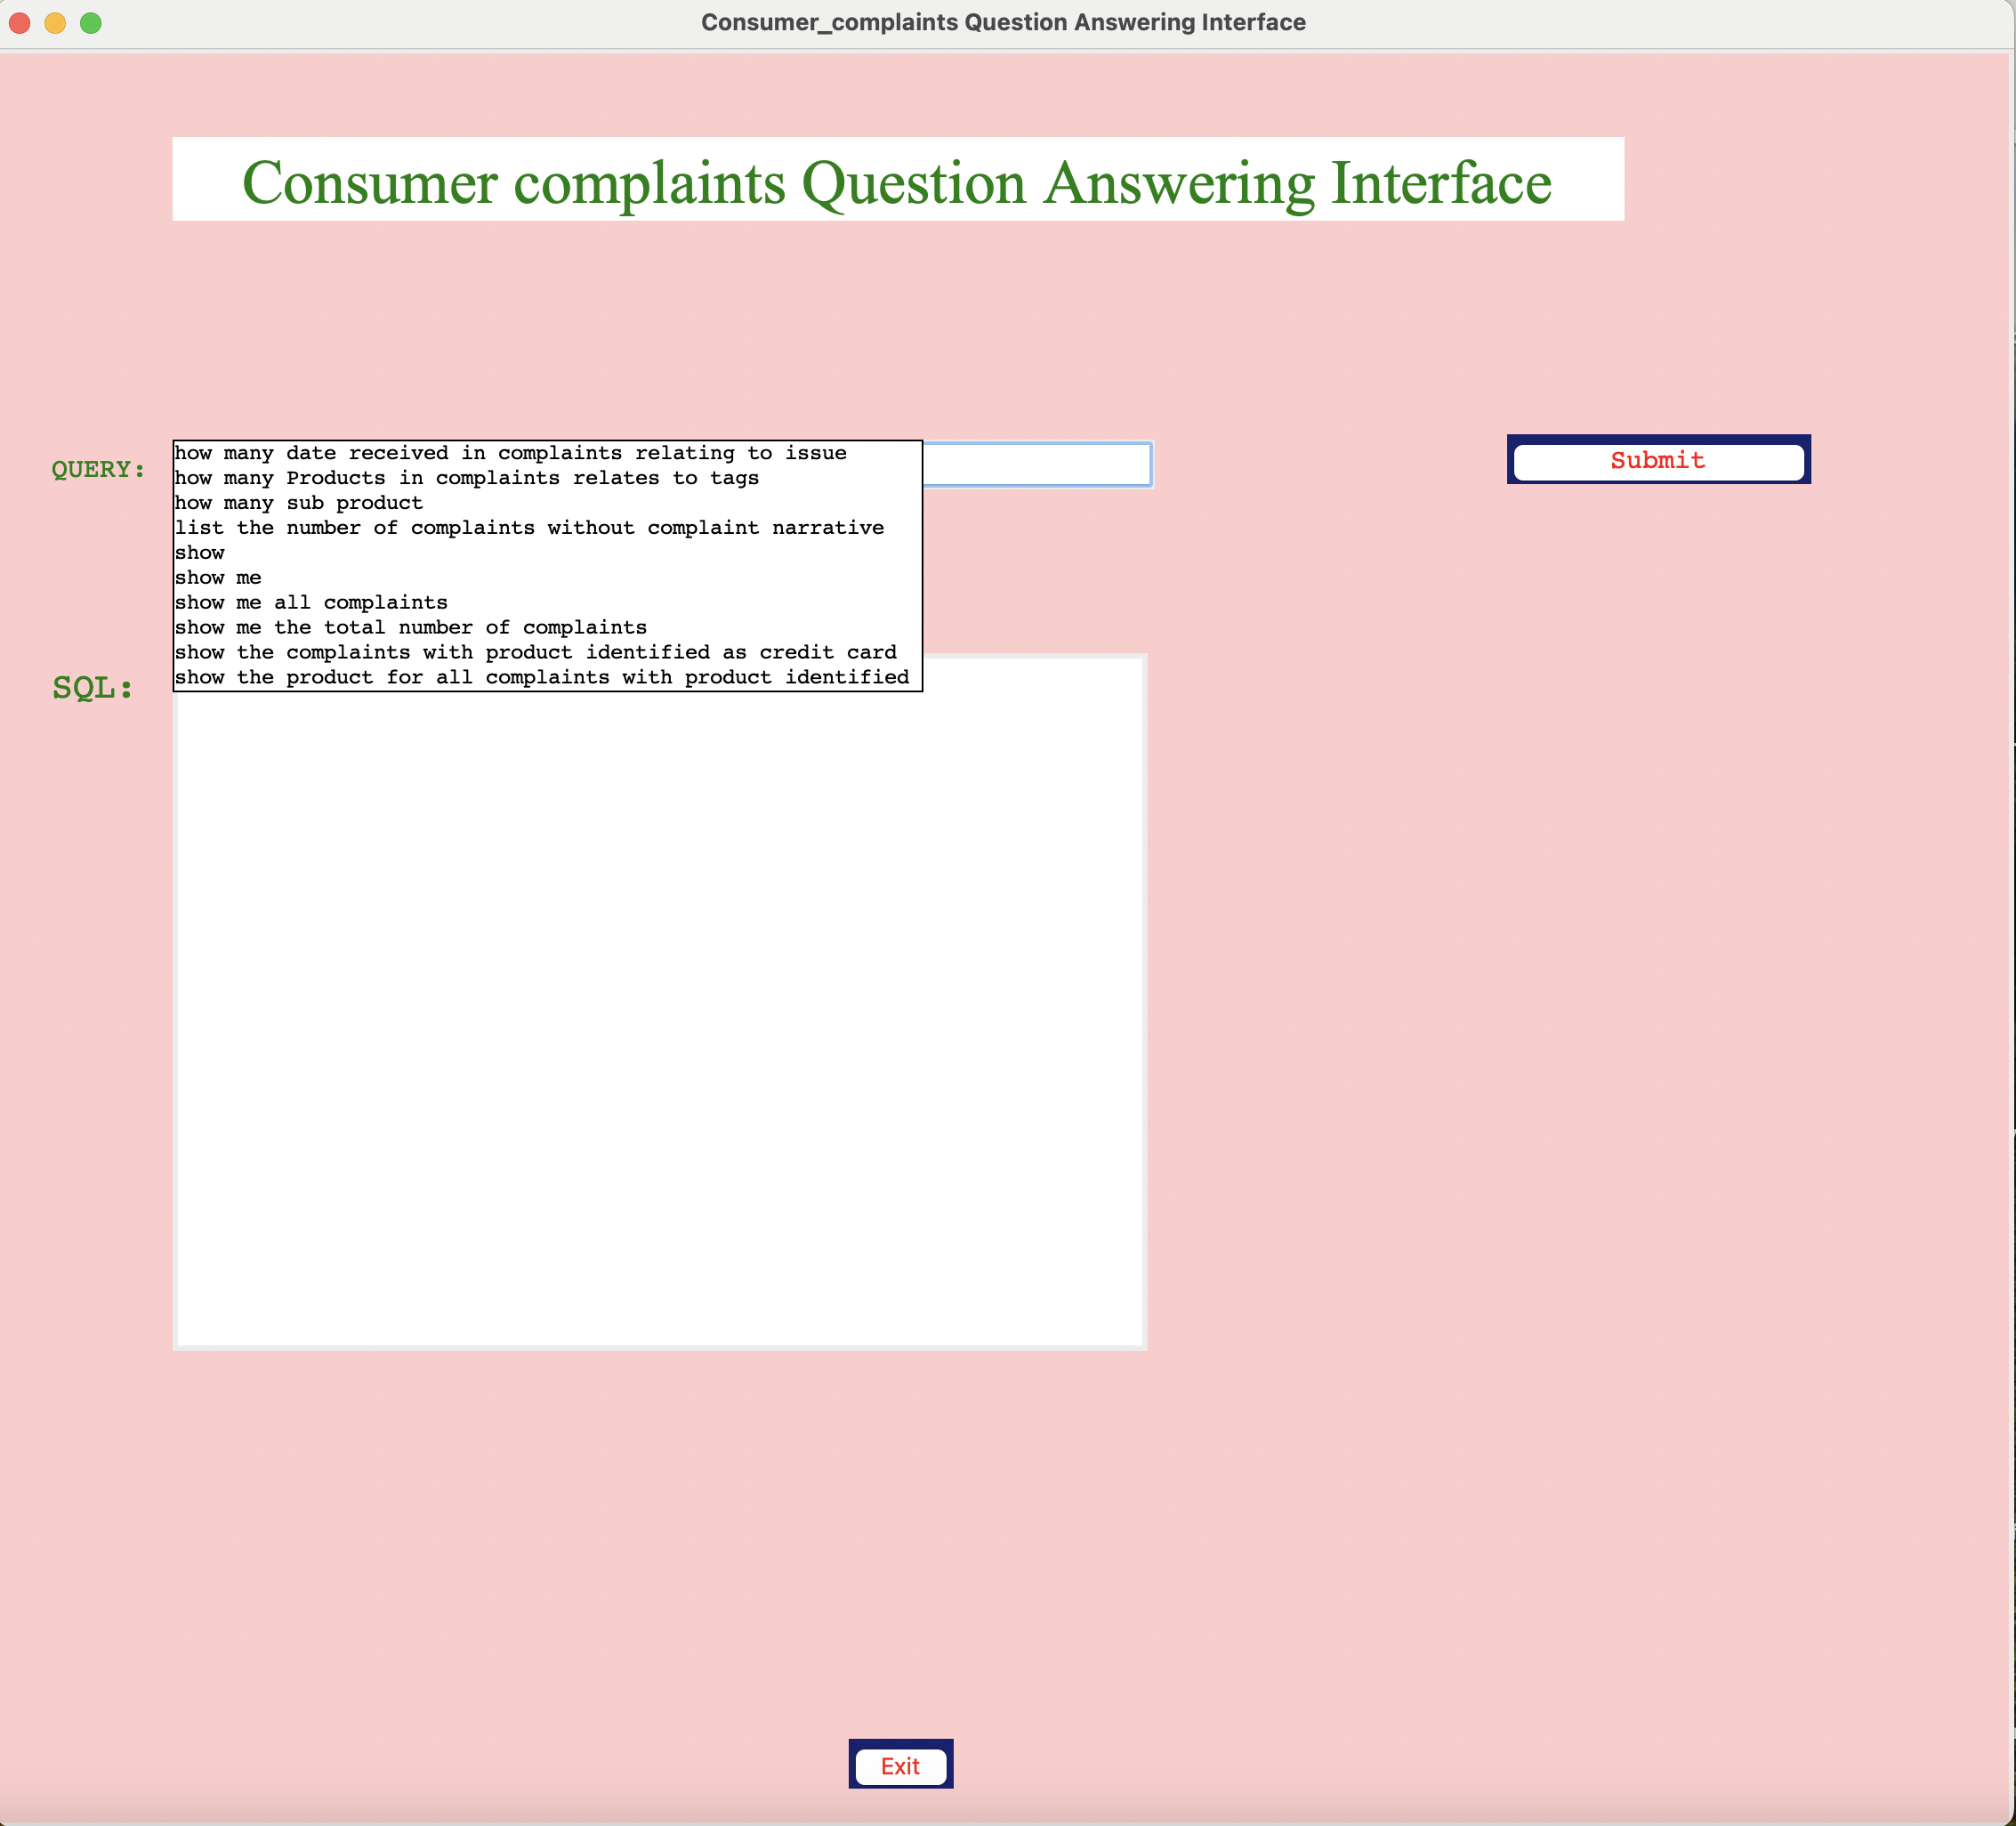 Consumer_complaints Question Answering Interface
Consumer complaints Question Answering Interface
QUERY:
how many date received in complaints relating to issue
how many Products in complaints relates to tags
how many sub product
list the number of complaints without complaint narrative
show
show me
show me all complaints
show me the total number of complaints
show the complaints with product identified as credit card
show the product for all complaints with product identified
Submit
SQL:
Exit